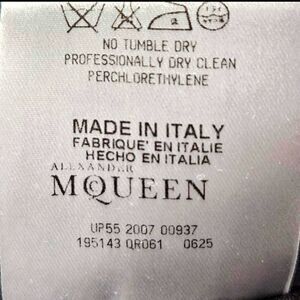 NO TUMBLE DRY
PROFESSIONALLY DRY CLEAN
PERCHLORETHYLENE
MADE IN ITALY
FABRIQUE' EN ITALIE
HECHO EN ITALIA
ALEXANDER
MCQUEEN
UP55 2007 00937
195143 QR061 0625